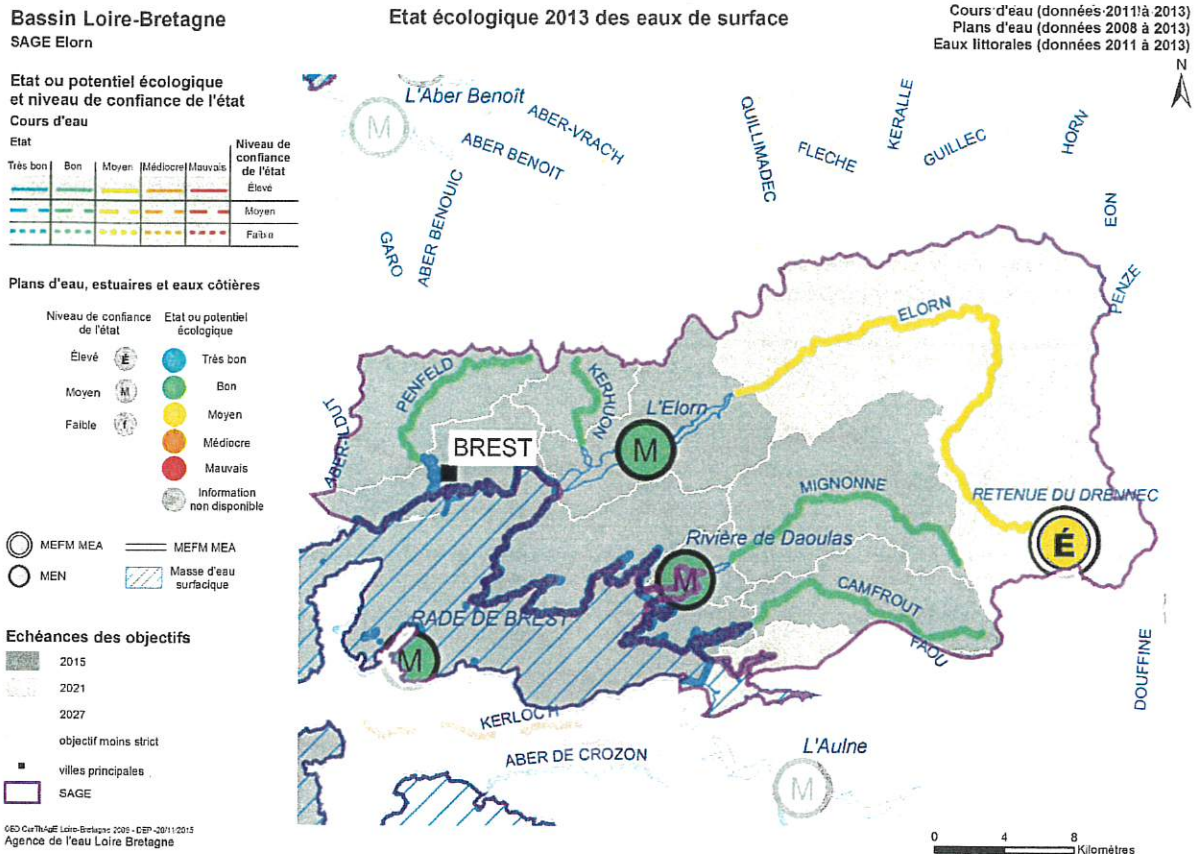 Bassin Loire-Bretagne
SAGE Elorn
Etat écologique 2013 des eaux de surface
Cours d'eau (données 2011 à 2013)
Plans d'eau (données 2008 à 2013)
Eaux littorales (données 2011 à 2013)
N
Etat ou potentiel écologique
et niveau de confiance de l'état
Cours d'eau
Etat
Niveau de
confiance
de l'état
Très bon
Bon
Moyen
Médiocre
Mauvais
Élevé
Moyen
Faible
Plans d'eau, estuaires et eaux côtières
Niveau de confiance
de l'état
Etat ou potentiel
écologique
Élevé
É
Très bon
Moyen
M
Bon
Faible
f
Moyen
Médiocre
Mauvais
Information
non disponible
MEFM MEA
MEFM MEA
MEN
Masse d'eau
surfacique
Echéances des objectifs
2015
2021
2027
objectif moins strict
villes principales
SAGE
Agence de l'eau Loire Bretagne
L'Aber Benoît
M
ABER-VRAC'H
ABER BENOIT
ABER BENOUIC
GARO
QUILLIMADEC
FLECHE
KERALLE
GUILLEC
HORN
EON
PENZE
ELORN
PENFELD
KERHUON
L'Elorn
M
BREST
ABER-ILDUT
MIGNONNE
RETENUE DU DRENNEC
É
Rivière de Daoulas
M
CAMFROUT
RADE DE BREST
M
FAOU
DOUFFINE
KERLOC'H
ABER DE CROZON
L'Aulne
M
0 4 8
Kilomètres